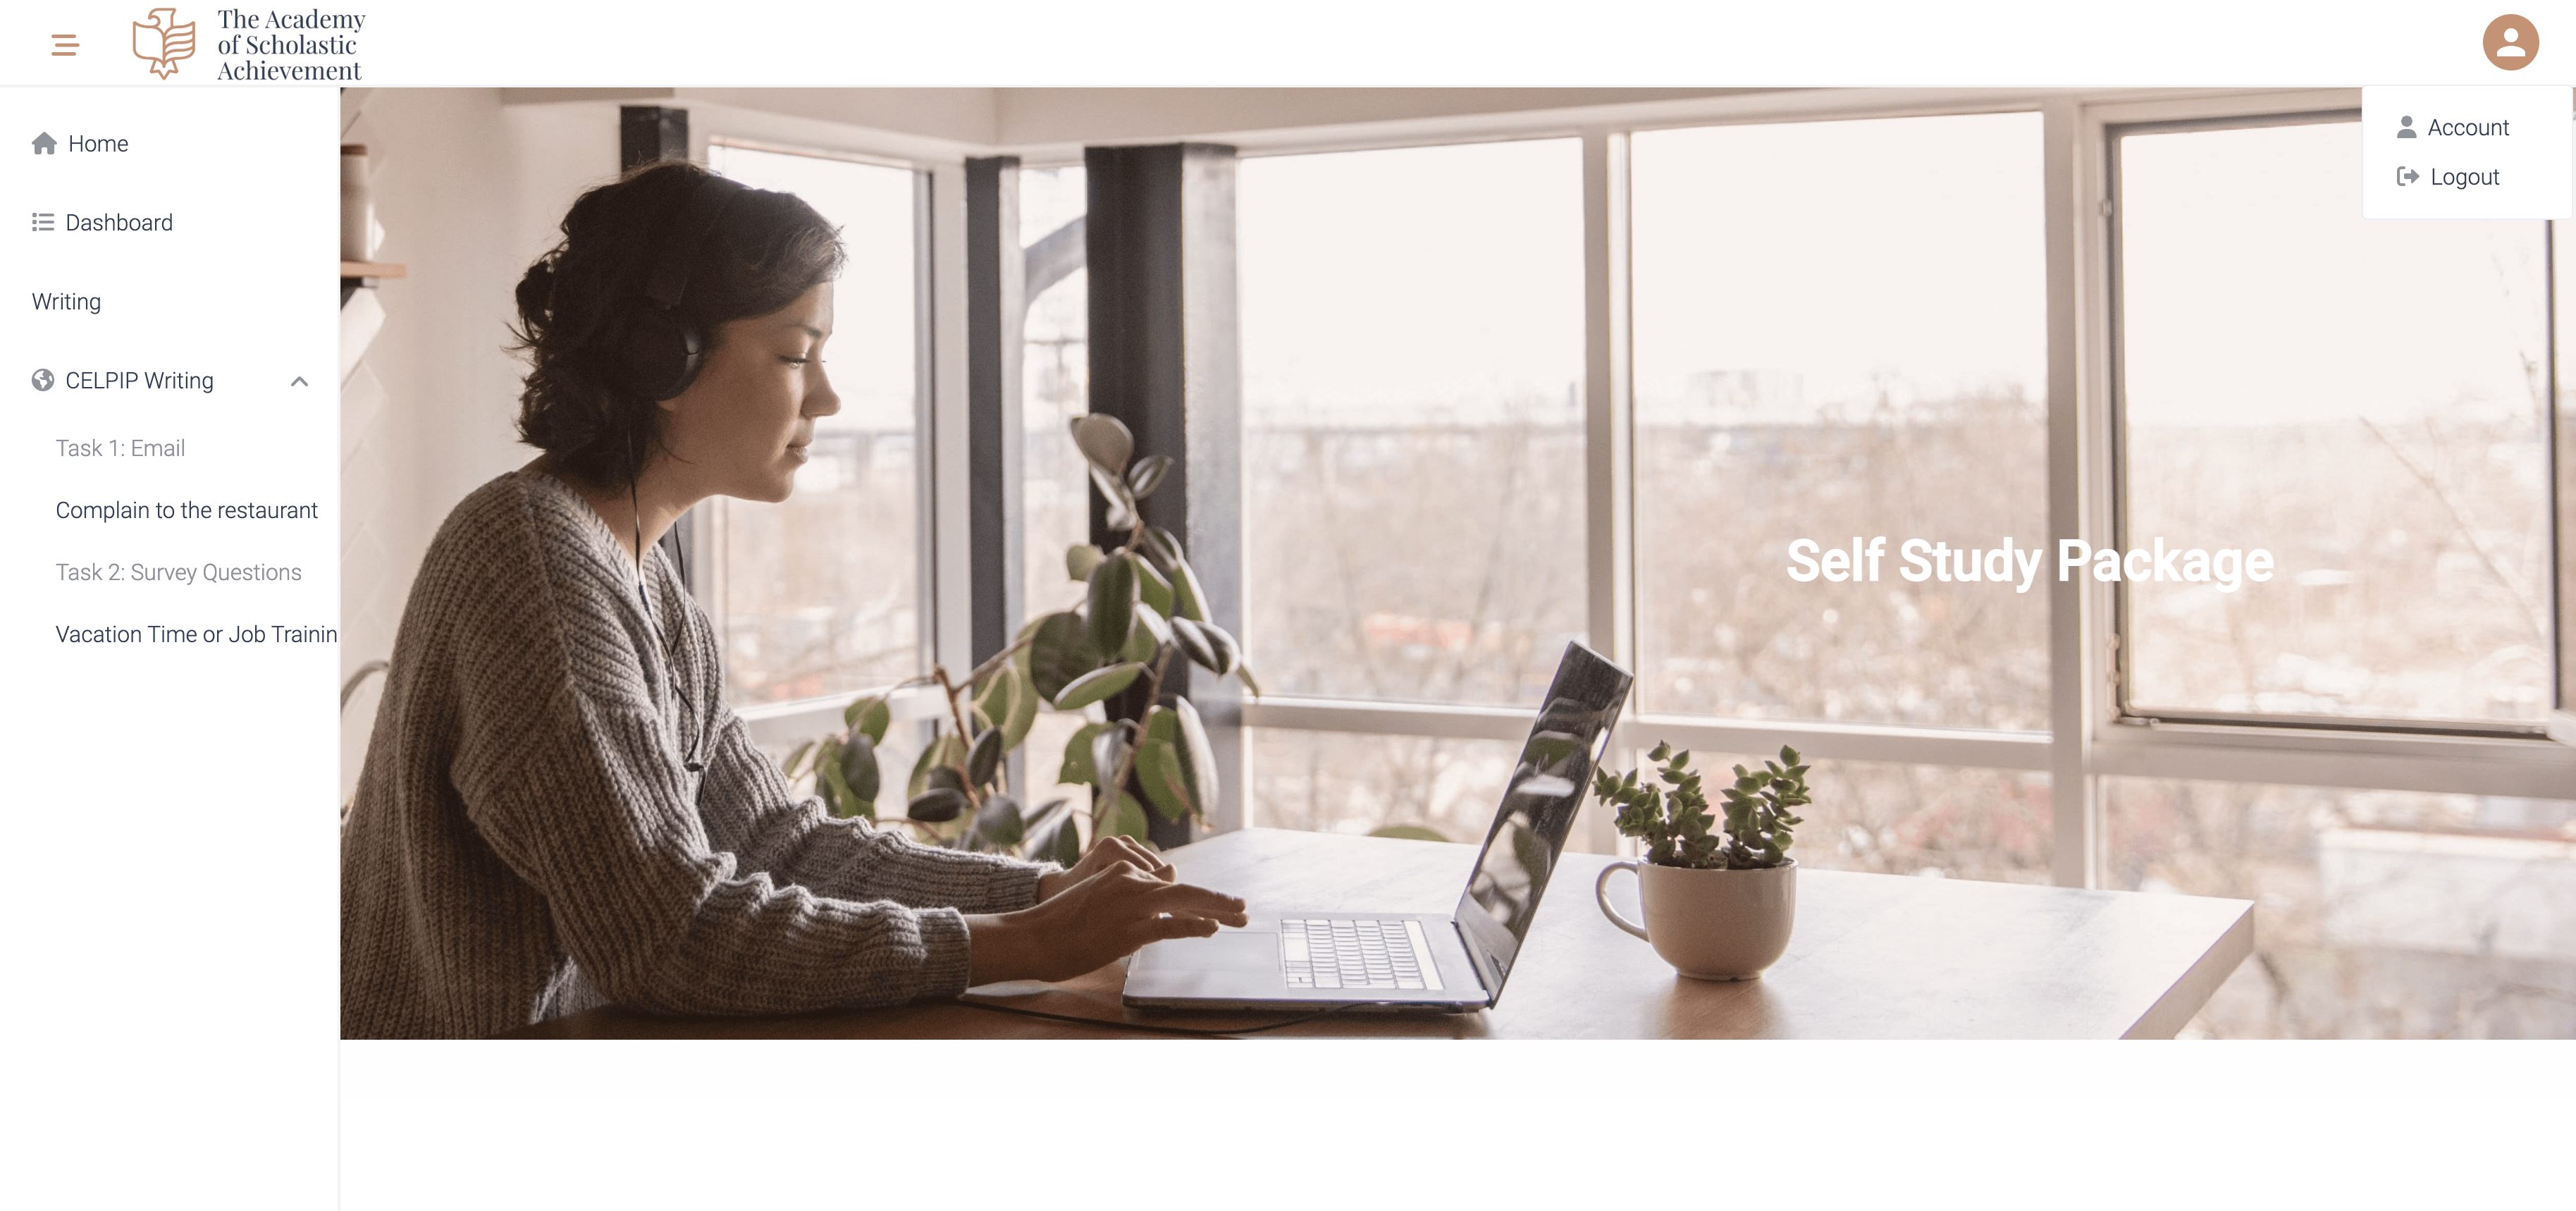 The Academy
of Scholastic
Achievement
Account
Logout
Home
Dashboard
Writing
CELPIP Writing
Task 1: Email
Complain to the restaurant
Task 2: Survey Questions
Vacation Time or Job Trainin
Self Study Package